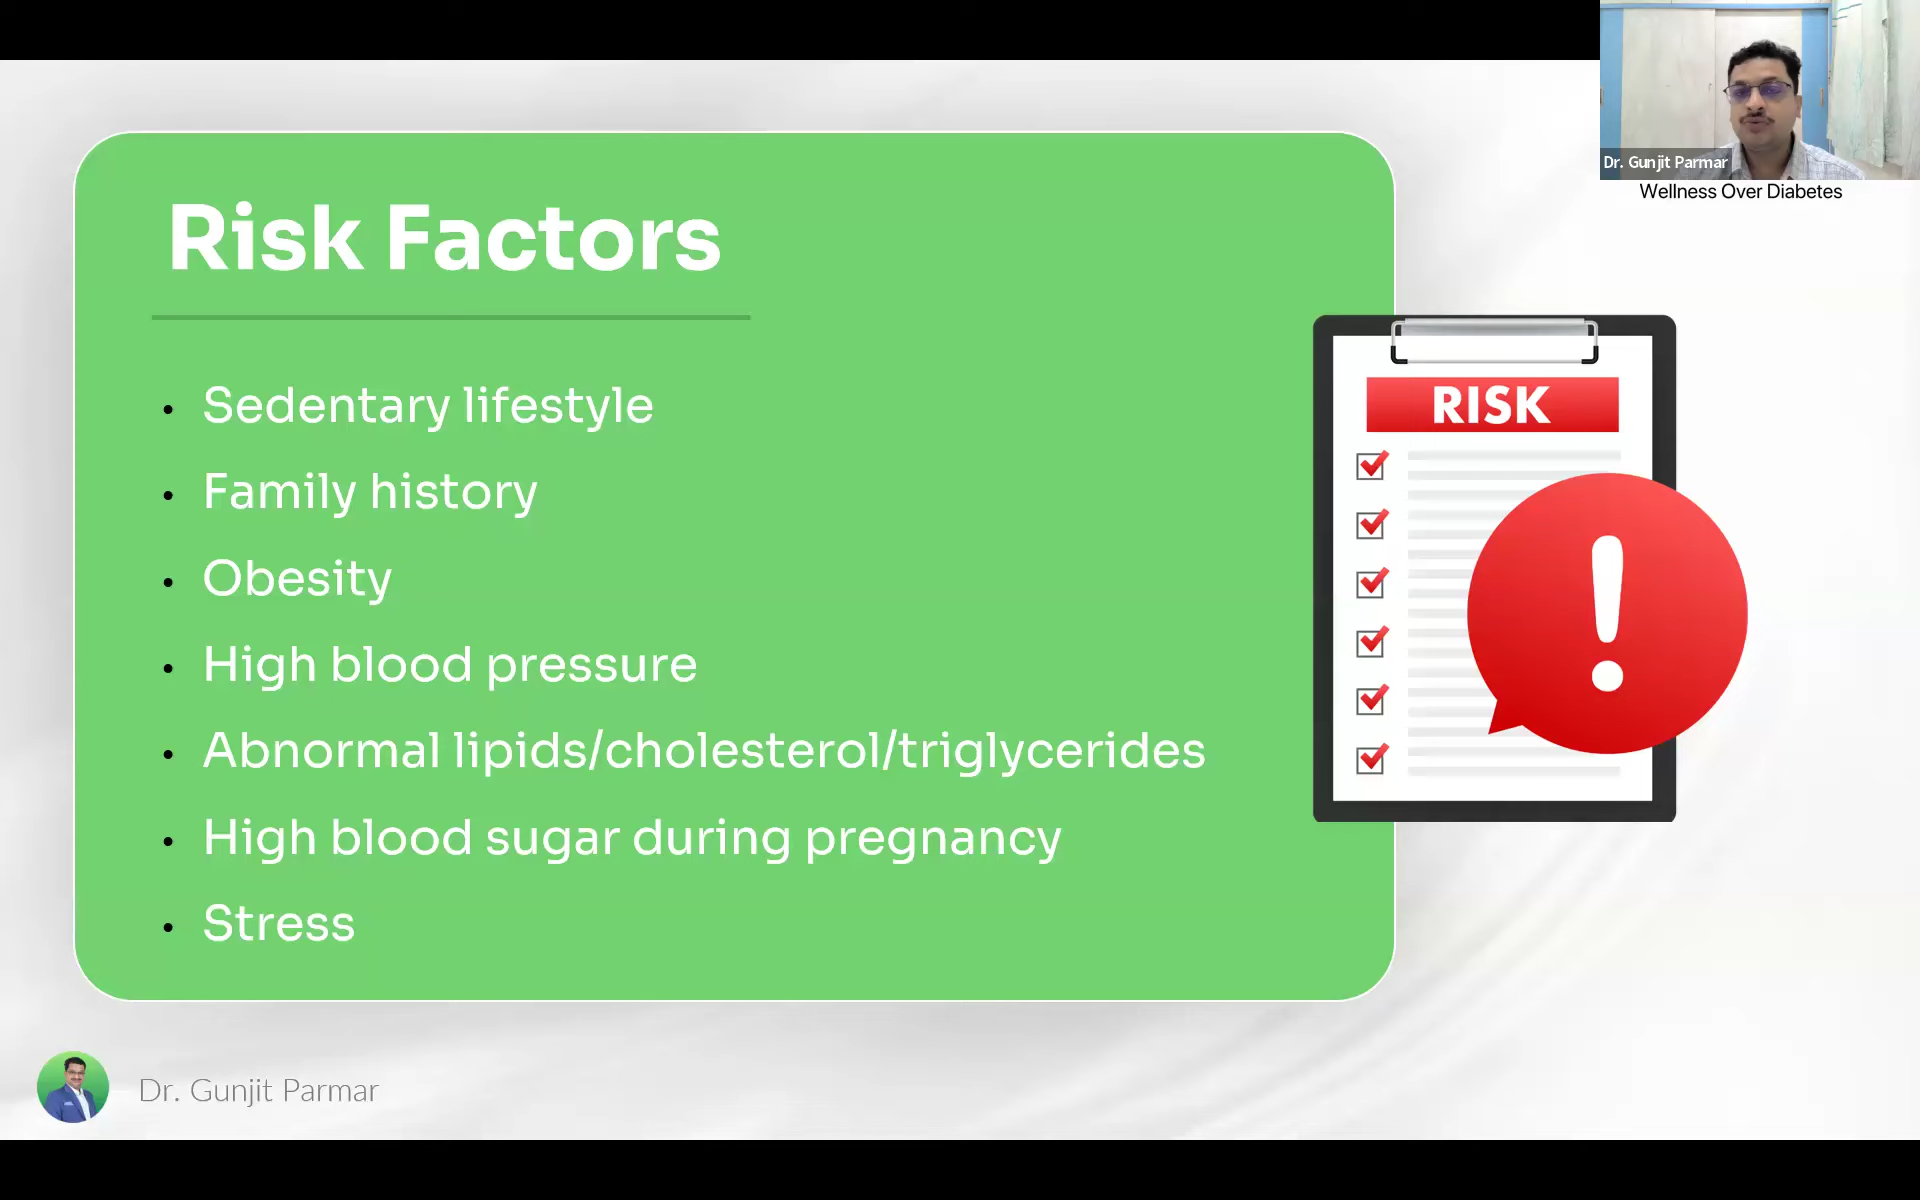 Dr. Gunjit Parmar
Wellness Over Diabetes
Risk Factors
• Sedentary lifestyle
• Family history
• Obesity
• High blood pressure
• Abnormal lipids/cholesterol/triglycerides
• High blood sugar during pregnancy
• Stress
RISK
!
Dr. Gunjit Parmar